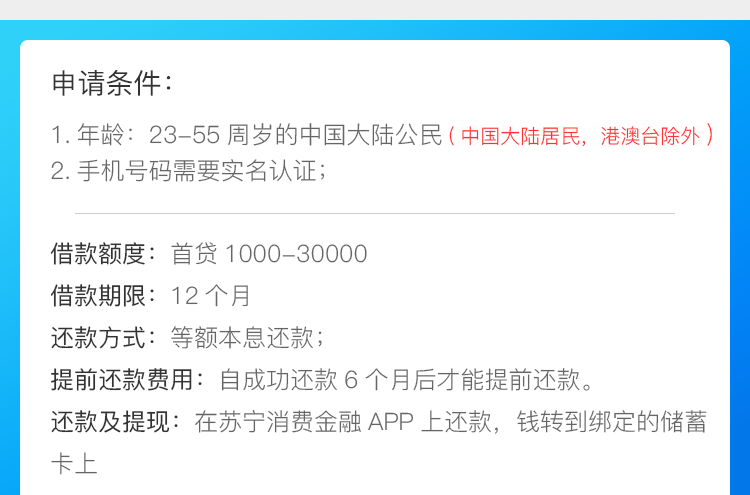 申请条件：
1. 年龄：23-55 周岁的中国大陆公民 ( 中国大陆居民，港澳台除外 )
2. 手机号码需要实名认证；
借款额度：首贷 1000-30000
借款期限：12 个月
还款方式：等额本息还款；
提前还款费用：自成功还款 6 个月后才能提前还款。
还款及提现：在苏宁消费金融 APP 上还款，钱转到绑定的储蓄
卡上